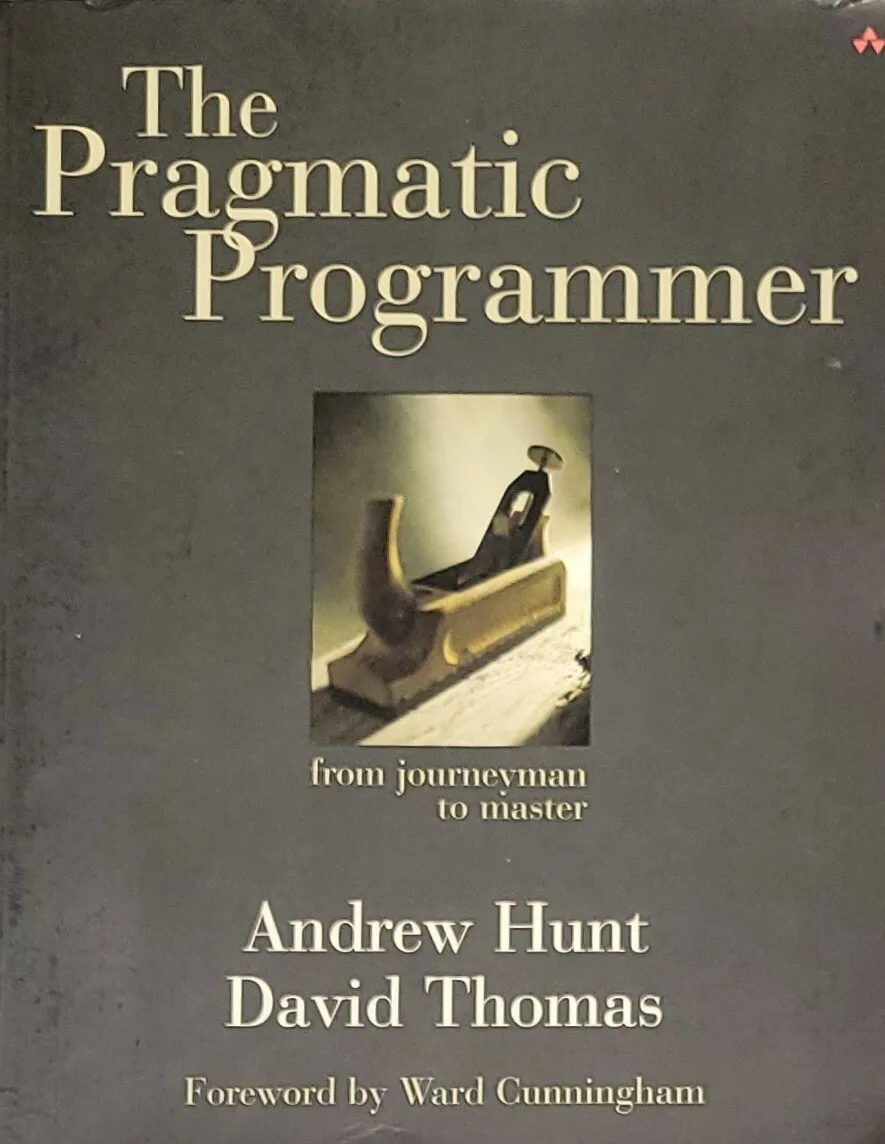 The
Pragmatic
Programmer
from journeyman
to master
Andrew Hunt
David Thomas
Foreword by Ward Cunningham